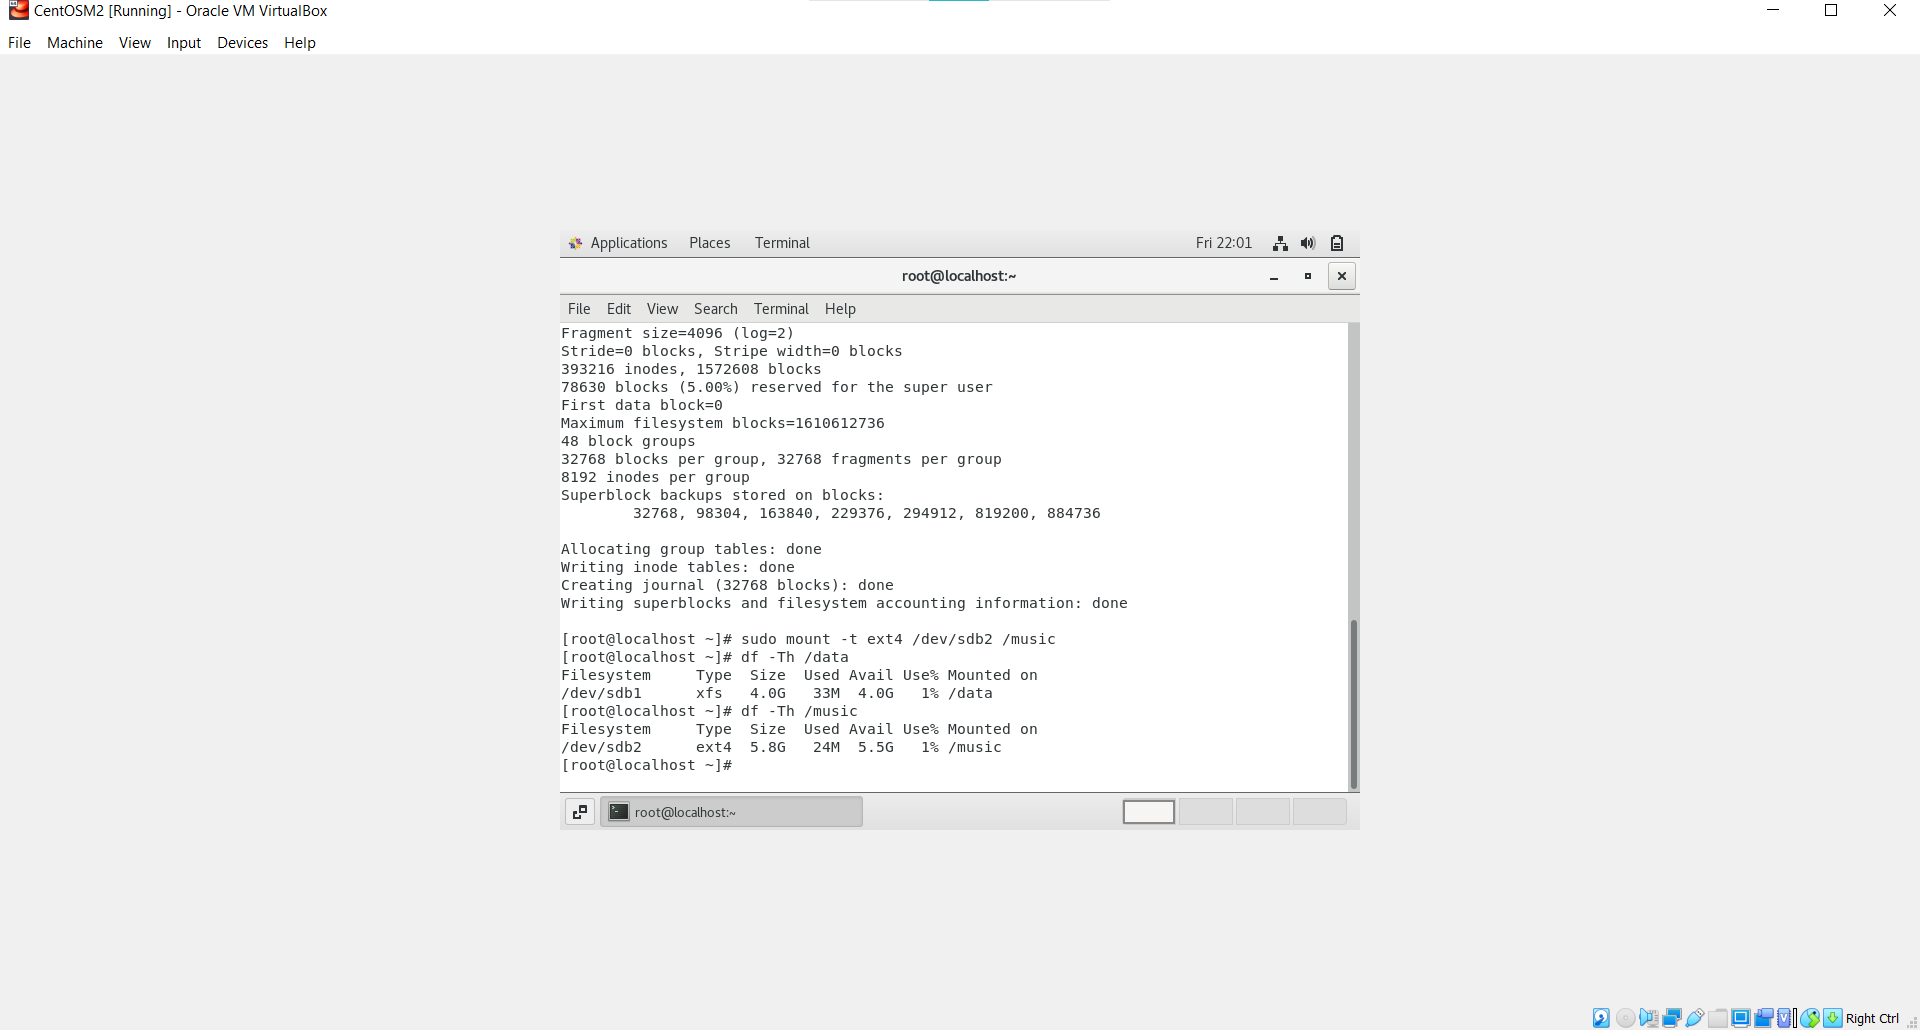 CentOSM2 [Running] - Oracle VM VirtualBox
File Machine View Input Devices Help
Applications Places Terminal Fri 22:01
root@localhost:~
File Edit View Search Terminal Help
Fragment size=4096 (log=2)
Stride=0 blocks, Stripe width=0 blocks
393216 inodes, 1572608 blocks
78630 blocks (5.00%) reserved for the super user
First data block=0
Maximum filesystem blocks=1610612736
48 block groups
32768 blocks per group, 32768 fragments per group
8192 inodes per group
Superblock backups stored on blocks:
32768, 98304, 163840, 229376, 294912, 819200, 884736
Allocating group tables: done
Writing inode tables: done
Creating journal (32768 blocks): done
Writing superblocks and filesystem accounting information: done
[root@localhost ~]# sudo mount -t ext4 /dev/sdb2 /music
[root@localhost ~]# df -Th /data
Filesystem Type Size Used Avail Use% Mounted on
/dev/sdb1 xfs 4.0G 33M 4.0G 1% /data
[root@localhost ~]# df -Th /music
Filesystem Type Size Used Avail Use% Mounted on
/dev/sdb2 ext4 5.8G 24M 5.5G 1% /music
[root@localhost ~]#
root@localhost:~
Right Ctrl